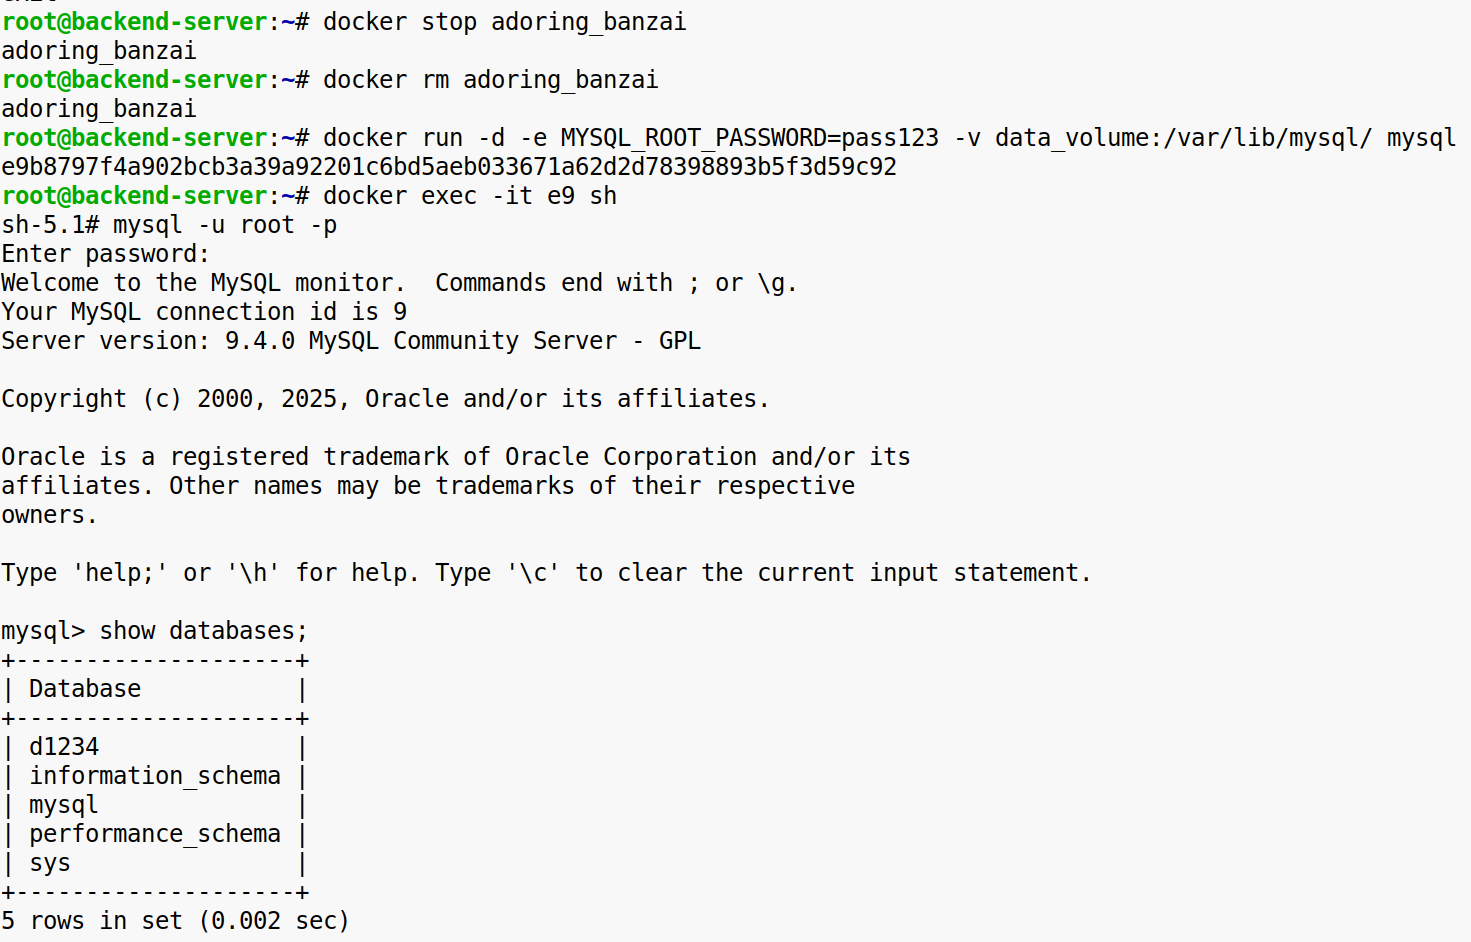 root@backend-server:~# docker stop adoring_banzai
adoring_banzai
root@backend-server:~# docker rm adoring_banzai
adoring_banzai
root@backend-server:~# docker run -d -e MYSQL_ROOT_PASSWORD=pass123 -v data_volume:/var/lib/mysql/ mysql
e9b8797f4a902bcb3a39a92201c6bd5aeb033671a62d2d78398893b5f3d59c92
root@backend-server:~# docker exec -it e9 sh
sh-5.1# mysql -u root -p
Enter password:
Welcome to the MySQL monitor.  Commands end with ; or \g.
Your MySQL connection id is 9
Server version: 9.4.0 MySQL Community Server - GPL

Copyright (c) 2000, 2025, Oracle and/or its affiliates.

Oracle is a registered trademark of Oracle Corporation and/or its
affiliates. Other names may be trademarks of their respective
owners.

Type 'help;' or '\h' for help. Type '\c' to clear the current input statement.

mysql> show databases;
+--------------------+
| Database           |
+--------------------+
| d1234              |
| information_schema |
| mysql              |
| performance_schema |
| sys                |
+--------------------+
5 rows in set (0.002 sec)